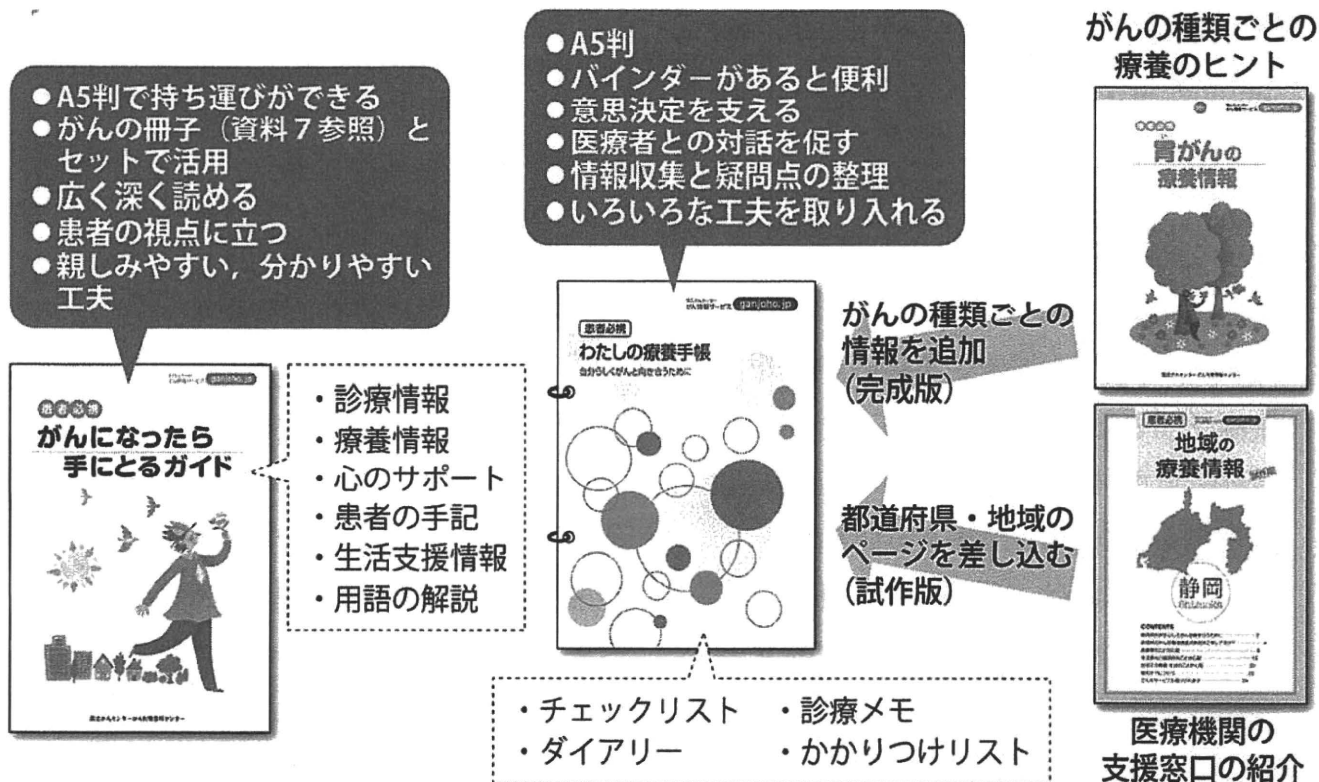 ● A5判で持ち運びができる
● がんの冊子（資料７参照）と
セットで活用
● 広く深く読める
● 患者の視点に立つ
● 親しみやすい，分かりやすい
工夫
● A5判
● バインダーがあると便利
● 意思決定を支える
● 医療者との対話を促す
● 情報収集と疑問点の整理
● いろいろな工夫を取り入れる
がんの種類ごとの
療養のヒント
ganjoho.jp
患者必携
がんになったら
手にとるガイド
・診療情報
・療養情報
・心のサポート
・患者の手記
・生活支援情報
・用語の解説
がん情報サービス ganjoho.jp
患者必携
わたしの療養手帳
自分らしくがんと向き合うために
・チェックリスト ・診療メモ
・ダイアリー ・かかりつけリスト
がんの種類ごとの
情報を追加
(完成版)
都道府県・地域の
ページを差し込む
(試作版)
患者必携
胃がんの
療養情報
患者必携
地域の
療養情報
静岡
CONTENTS
医療機関の
支援窓口の紹介